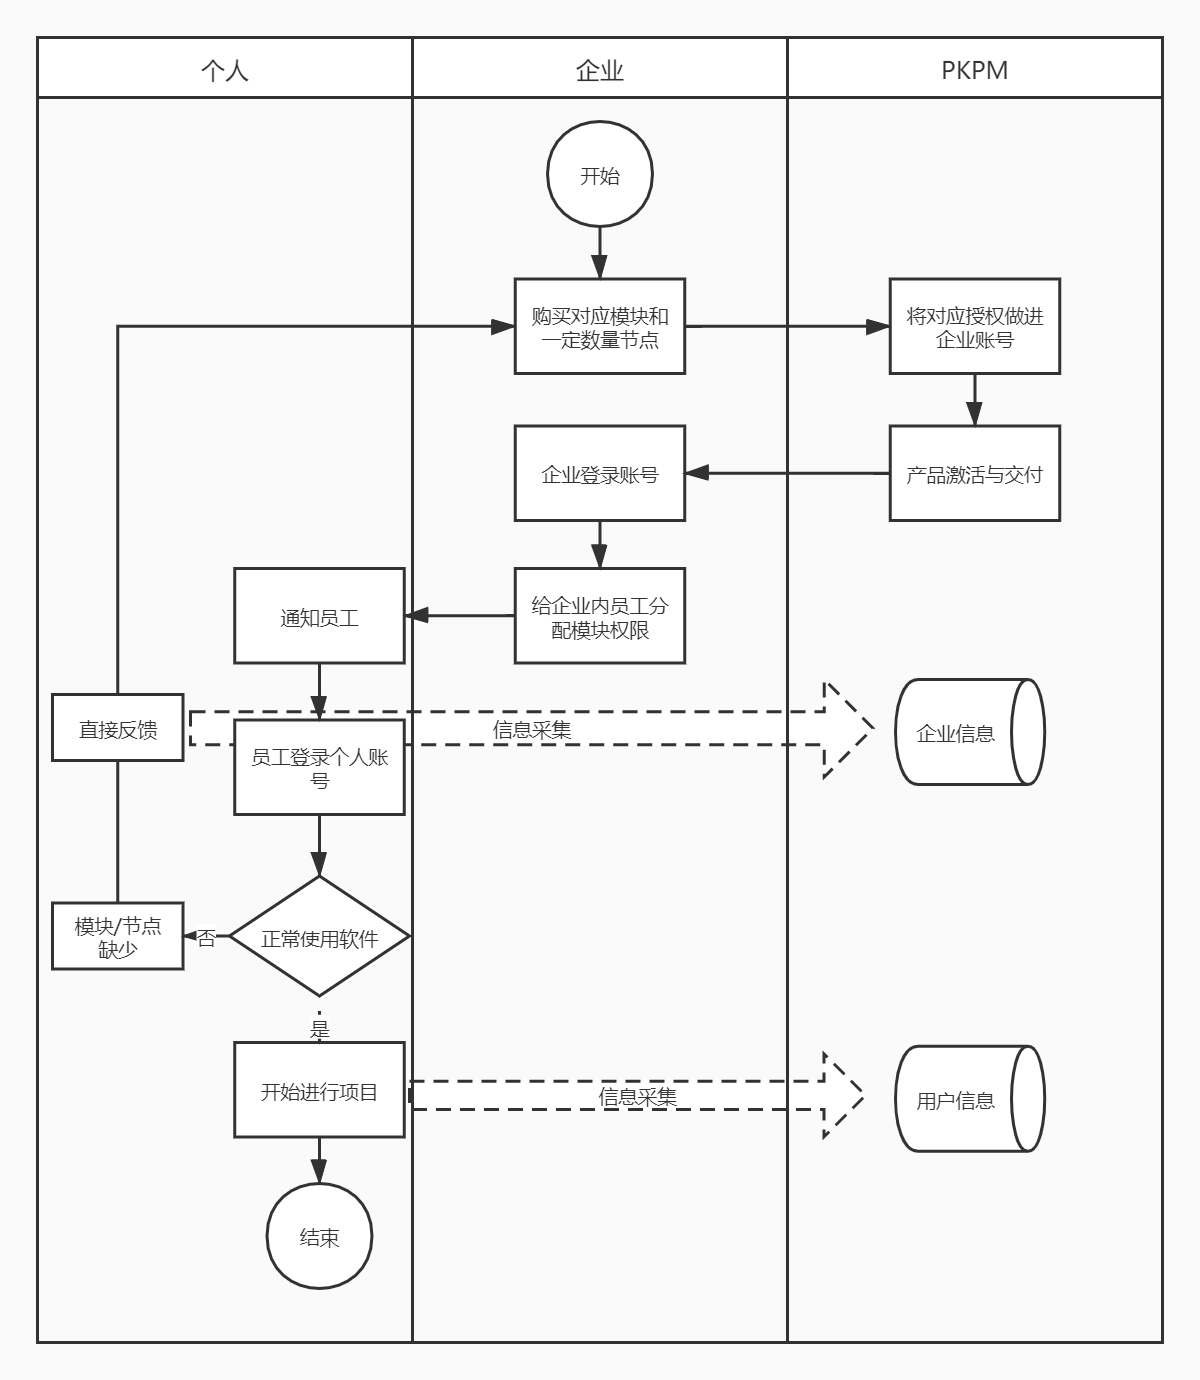 个人
企业
PKPM
开始
购买对应模块和
一定数量节点
将对应授权做进
企业账号
企业登录账号
产品激活与交付
通知员工
给企业内员工分
配模块权限
直接反馈
信息采集
企业信息
员工登录个人账
号
模块/节点
缺少
否
正常使用软件
是
开始进行项目
信息采集
用户信息
结束